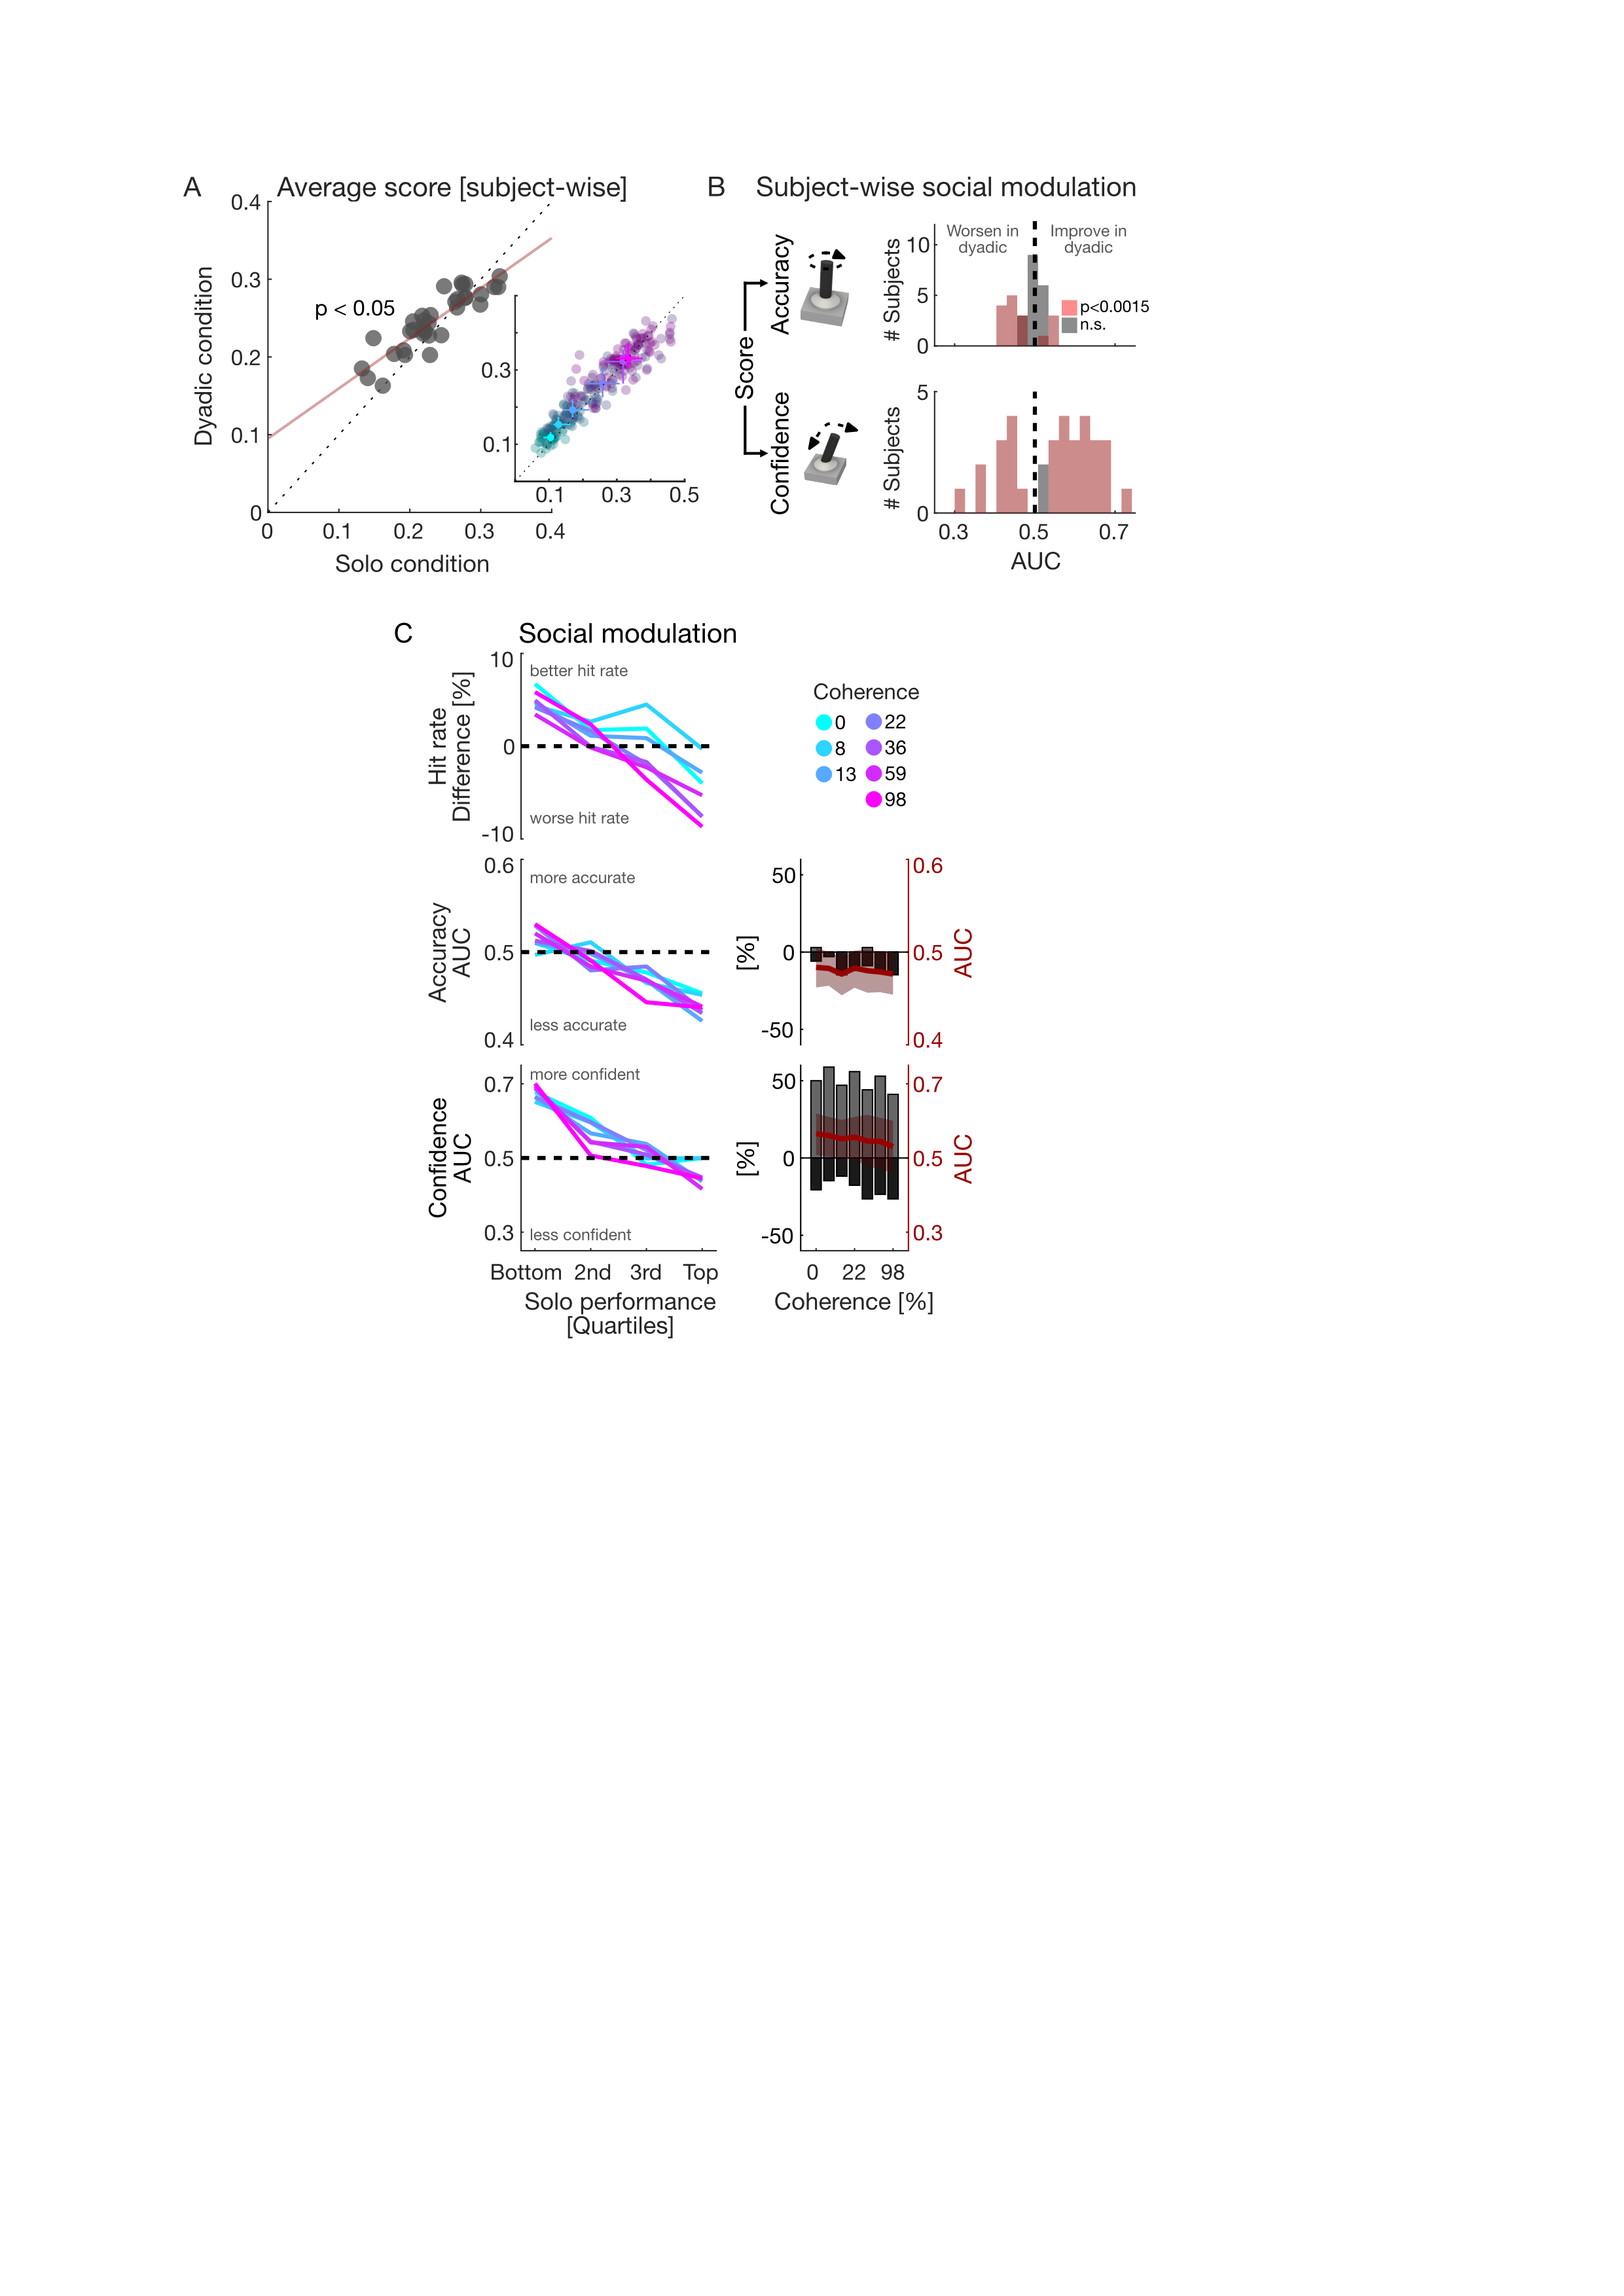 A
Average score [subject-wise]
0.4
0.3
0.2
0.1
0
Dyadic condition
p < 0.05
0.3
0.1
0.1 0.3 0.5
0 0.1 0.2 0.3 0.4
Solo condition
B
Subject-wise social modulation
Score
Accuracy
Confidence
# Subjects
10
5
0
Worsen in
dyadic
Improve in
dyadic
p<0.0015
n.s.
# Subjects
5
0
0.3 0.5 0.7
AUC
C
Social modulation
Hit rate
Difference [%]
10
0
-10
better hit rate
worse hit rate
Coherence
0
8
13
22
36
59
98
Accuracy
AUC
0.6
0.5
0.4
more accurate
less accurate
[%]
50
0
-50
0.6
0.5
0.4
AUC
Confidence
AUC
0.7
0.5
0.3
more confident
less confident
Bottom 2nd 3rd Top
Solo performance
[Quartiles]
[%]
50
0
-50
0.7
0.5
0.3
AUC
0 22 98
Coherence [%]